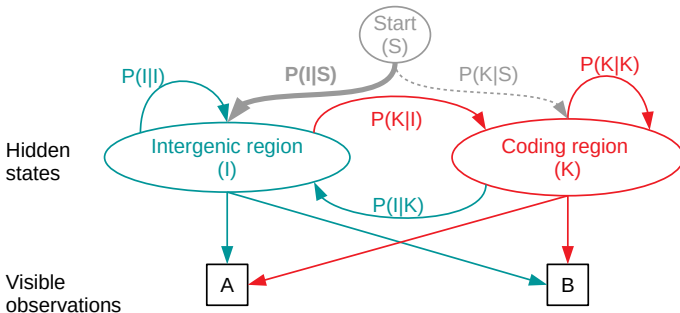 Start
(S)
P(I|I)
P(I|S)
P(K|S)
P(K|K)
P(K|I)
Hidden
states
Intergenic region
(I)
Coding region
(K)
P(I|K)
A
B
Visible
observations